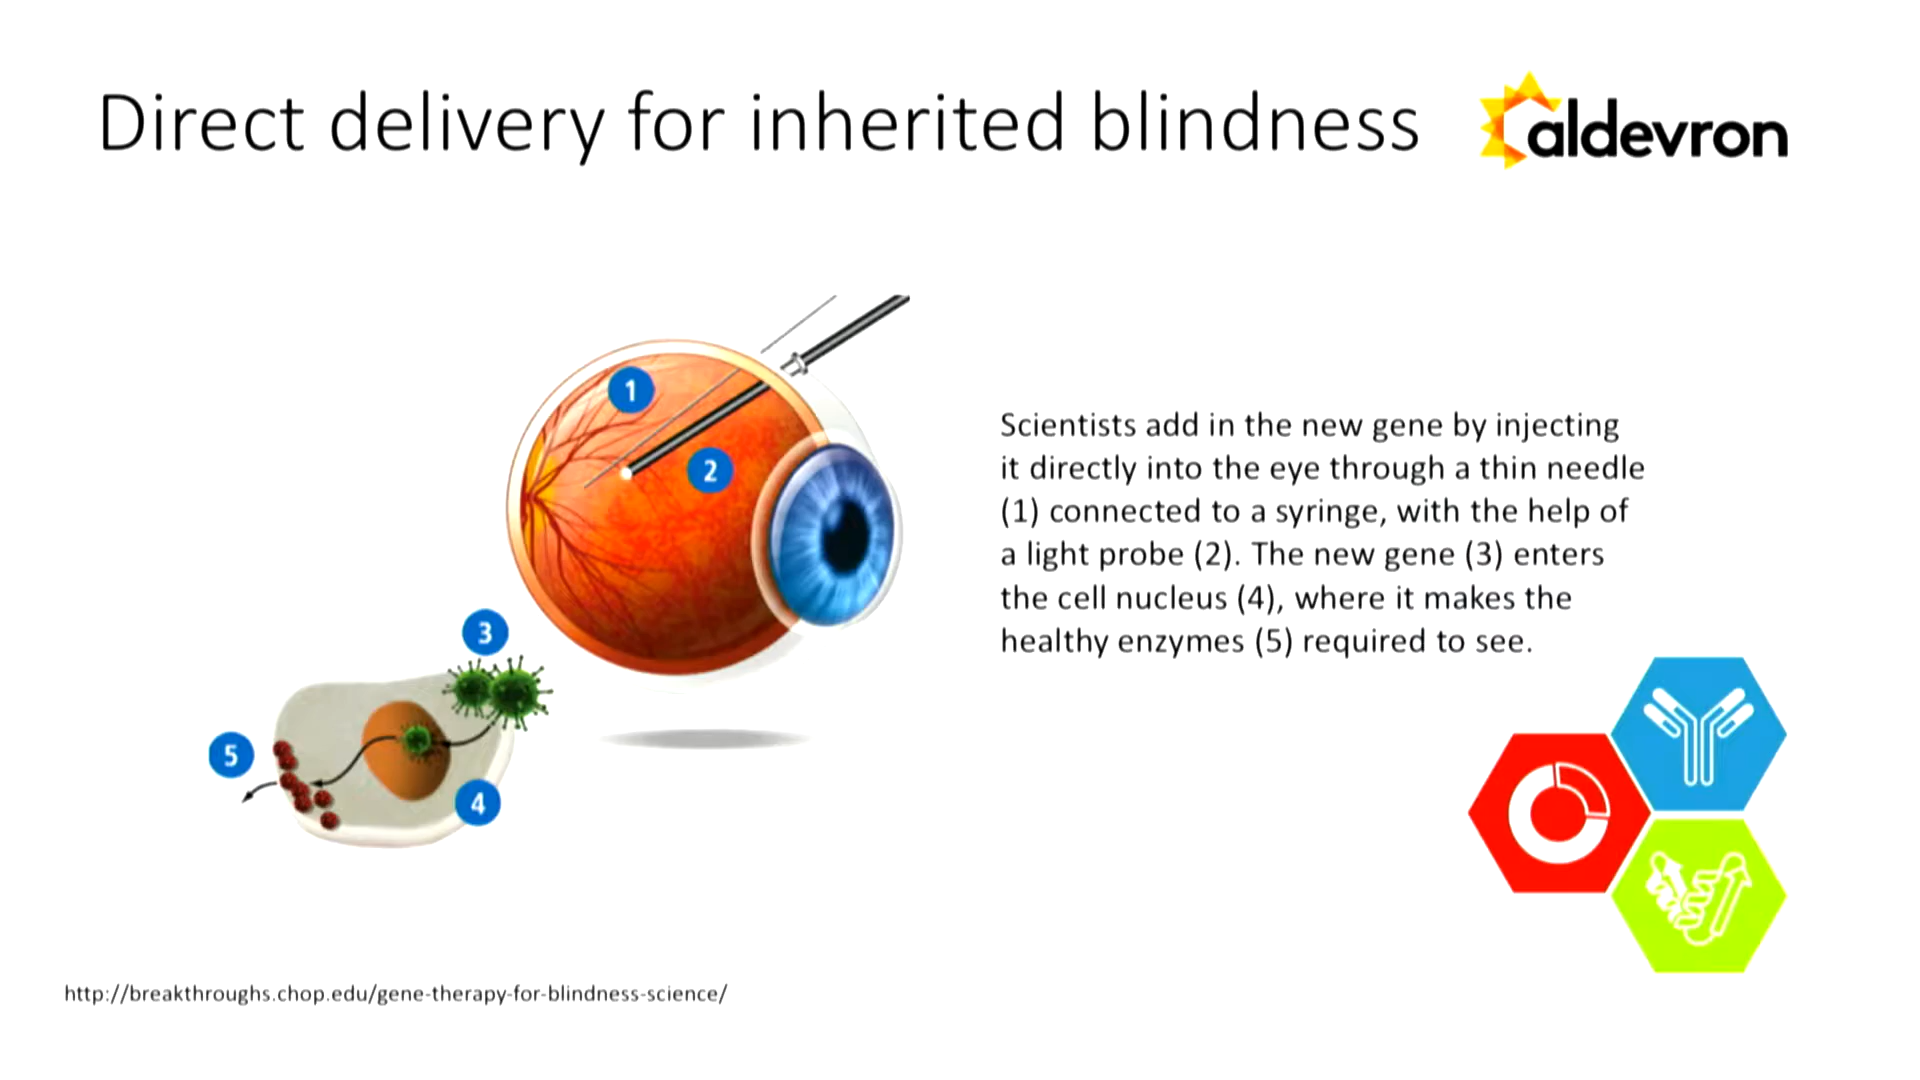 Direct delivery for inherited blindness
aldevron
1
2
3
4
5
Scientists add in the new gene by injecting
it directly into the eye through a thin needle
(1) connected to a syringe, with the help of
a light probe (2). The new gene (3) enters
the cell nucleus (4), where it makes the
healthy enzymes (5) required to see.
http://breakthroughs.chop.edu/gene-therapy-for-blindness-science/